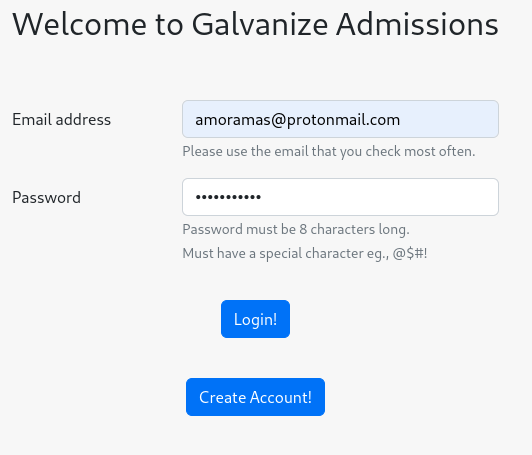 Welcome to Galvanize Admissions
Email address
amoramas@protonmail.com
Please use the email that you check most often.
Password
•••••••••••
Password must be 8 characters long.
Must have a special character eg., @$#!
Login!
Create Account!